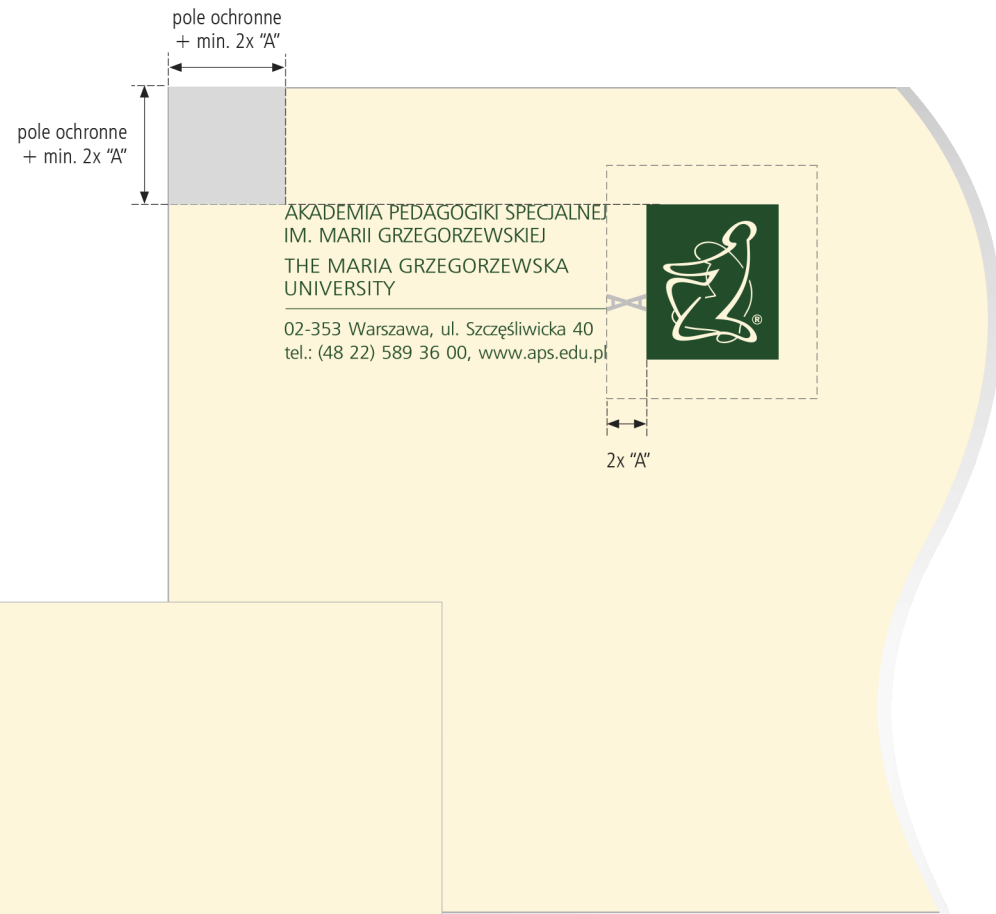 pole ochronne
+ min. 2x “A”
pole ochronne
+ min. 2x “A”
AKADEMIA PEDAGOGIKI SPECJALNEJ
IM. MARII GRZEGORZEWSKIEJ
THE MARIA GRZEGORZEWSKA
UNIVERSITY
02-353 Warszawa, ul. Szczęśliwicka 40
tel.: (48 22) 589 36 00, www.aps.edu.pl
®
2x “A”